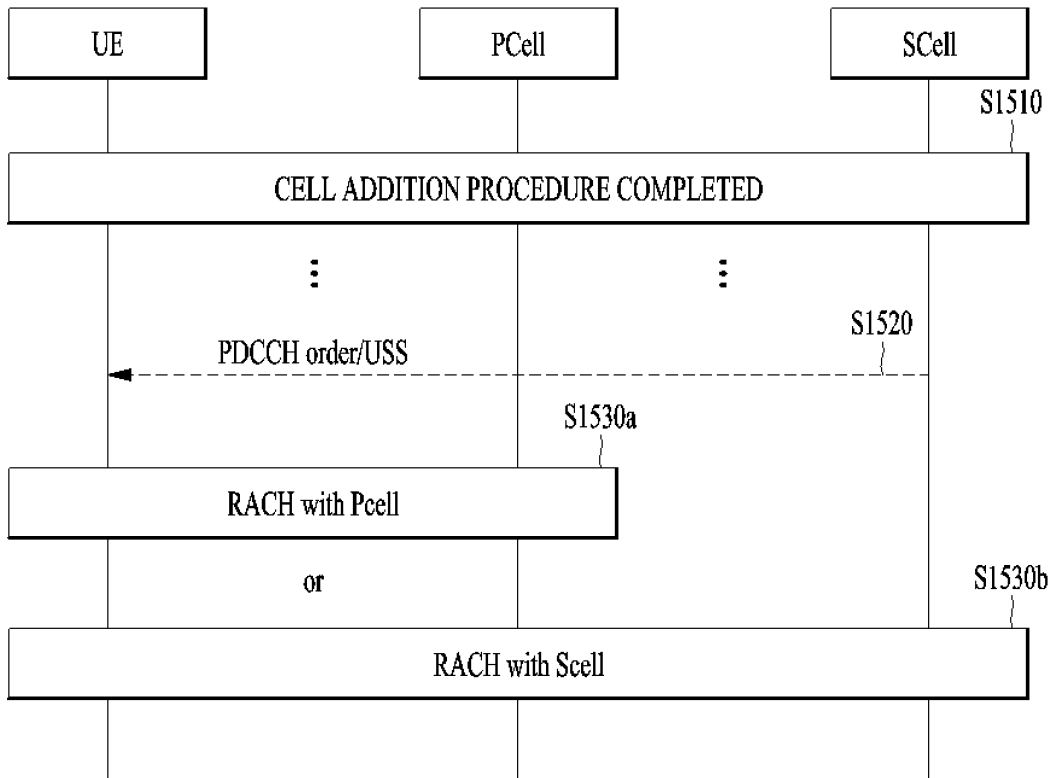 UE
PCell
SCell
S1510
CELL ADDITION PROCEDURE COMPLETED
S1520
PDCCH order/USS
S1530a
RACH with Pcell
or
S1530b
RACH with Scell